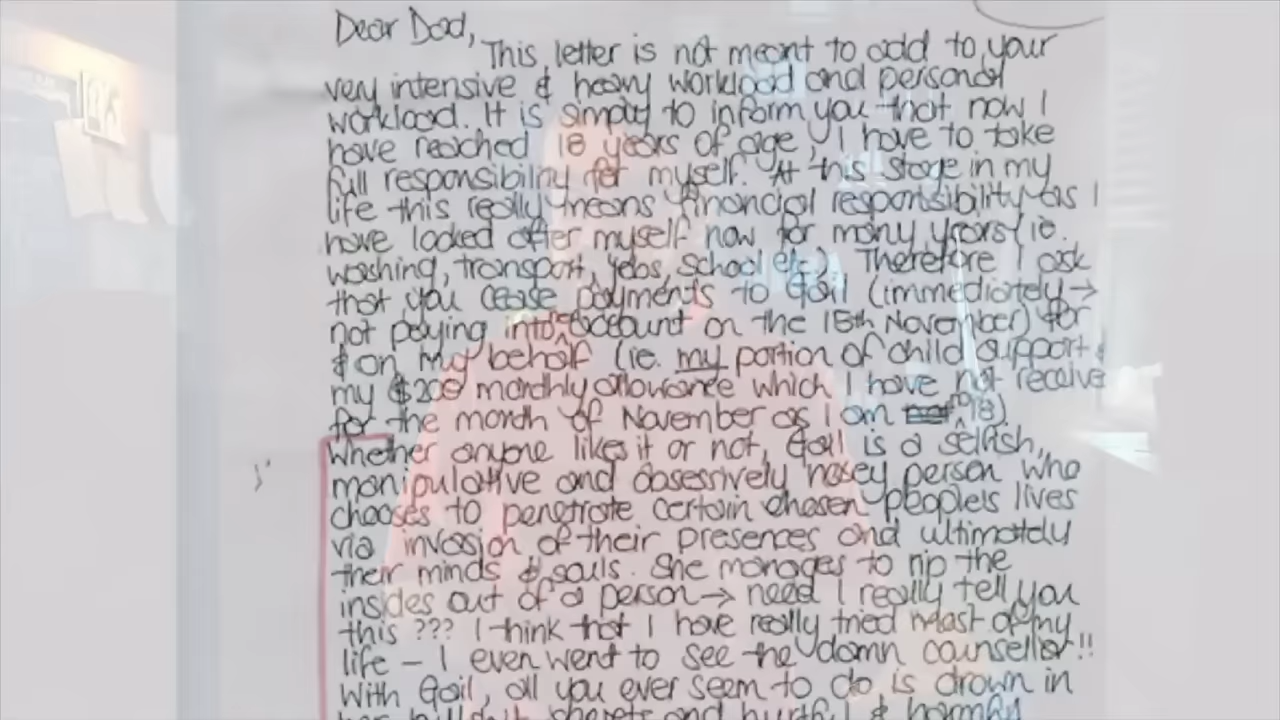 Dear Dad,
This letter is not meant to add to your
very intensive & heavy workload and personal
workload. It is simply to inform you that now I
have reached 18 years of age, I have to take
full responsibility for myself. At this stage in my
life this really means financial responsibility as I
have looked after myself now for many years (ie.
washing, transport, jobs, school etc). Therefore I ask
that you cease payments to Gail (immediately →
not paying into account on the 15th November) for
& on my behalf (ie. my portion of child support &
my $200 monthly allowance which I have not receive
for the month of November as I am 18).
Whether anyone likes it or not, Gail is a selfish,
manipulative and obsessively nosey person who
chooses to penetrate certain chosen peoples lives
via invasion of their presences and ultimately
their minds & souls. She manages to rip the
insides out of a person → need I really tell you
this ??? I think that I have really tried most of my
life – I even went to see the damn counsellor!!
With Gail, all you ever seem to do is drown in
her bullshit, and hurtful &